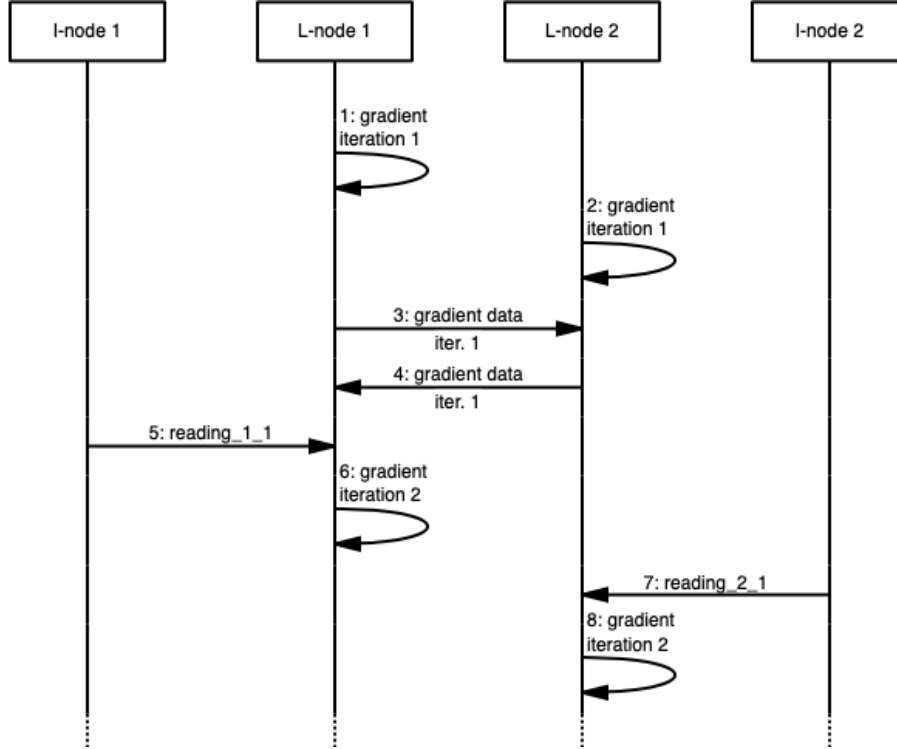 I-node 1
L-node 1
L-node 2
I-node 2
1: gradient
iteration 1
2: gradient
iteration 1
3: gradient data
iter. 1
4: gradient data
iter. 1
5: reading_1_1
6: gradient
iteration 2
7: reading_2_1
8: gradient
iteration 2